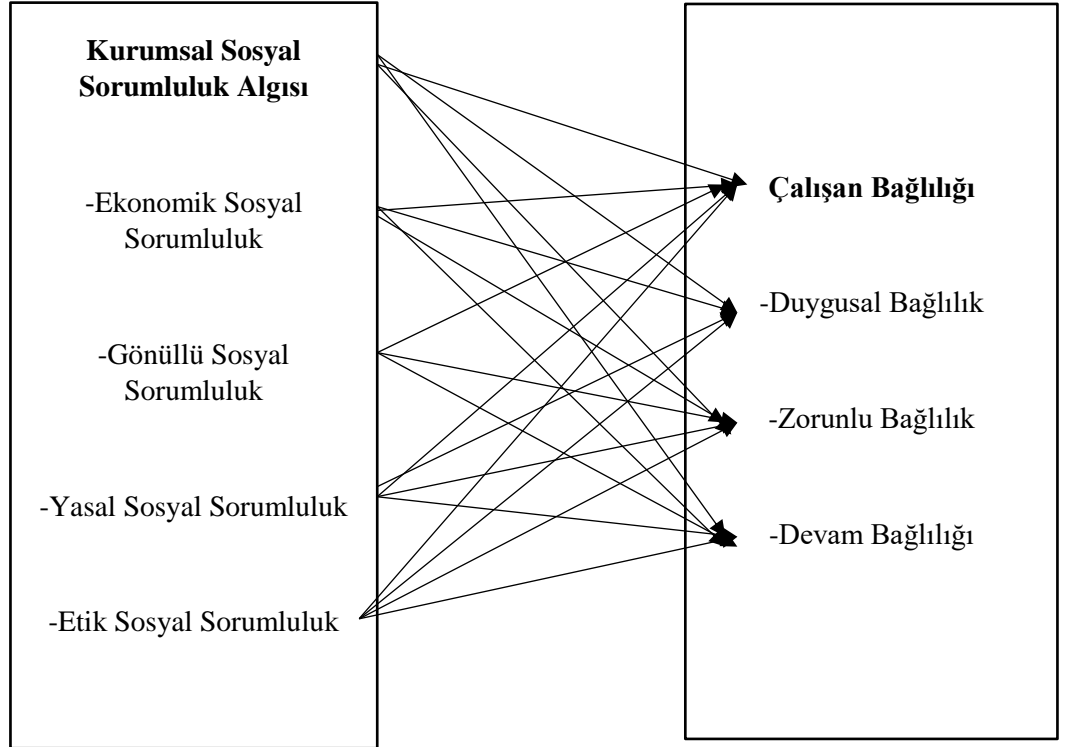 Kurumsal Sosyal
Sorumluluk Algısı
-Ekonomik Sosyal
Sorumluluk
-Gönüllü Sosyal
Sorumluluk
-Yasal Sosyal Sorumluluk
-Etik Sosyal Sorumluluk
Çalışan Bağlılığı
-Duygusal Bağlılık
-Zorunlu Bağlılık
-Devam Bağlılığı